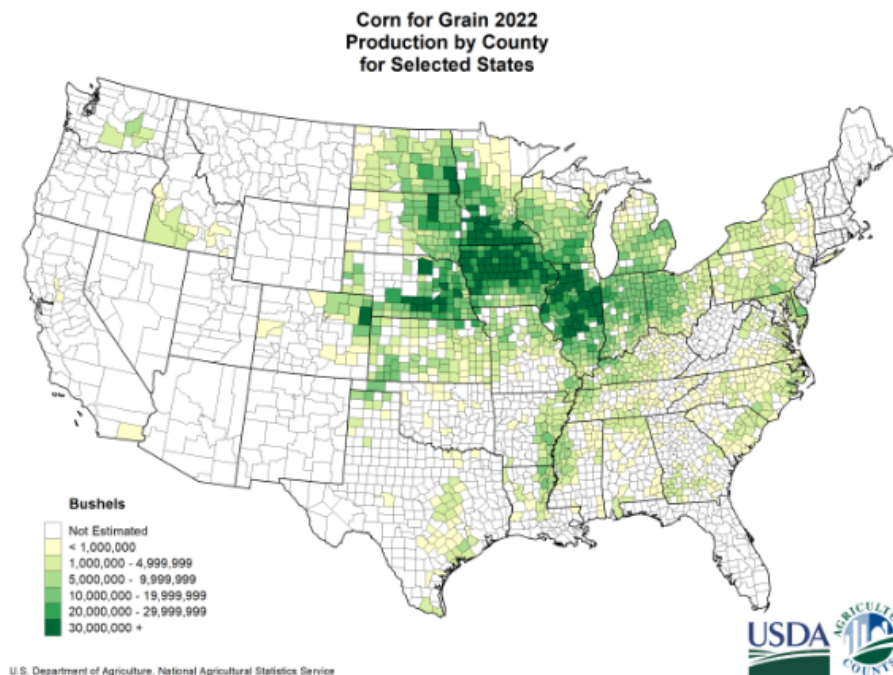 Corn for Grain 2022
Production by County
for Selected States
Bushels
Not Estimated
< 1,000,000
1,000,000 - 4,999,999
5,000,000 - 9,999,999
10,000,000 - 19,999,999
20,000,000 - 29,999,999
30,000,000 +
USDA
AGRICULTURE
COUNTS
U.S. Department of Agriculture, National Agricultural Statistics Service